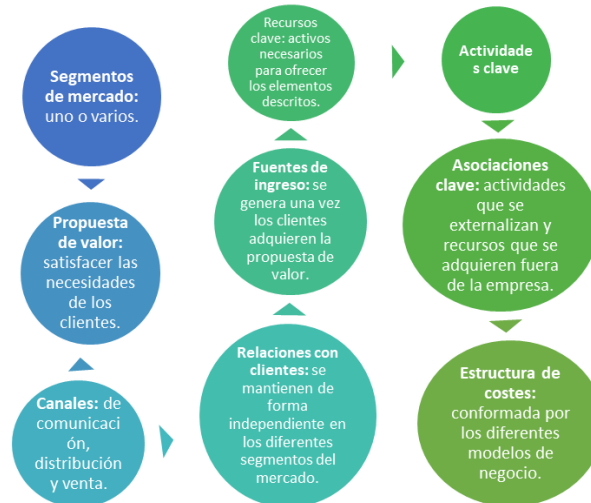 Segmentos
de mercado:
uno o varios.
Propuesta
de valor:
satisfacer las
necesidades
de los
clientes.
Canales: de
comunicaci
ón,
distribución
y venta.
Relaciones con
clientes: se
mantienen de
forma
independiente en
los diferentes
segmentos del
mercado.
Fuentes de
ingreso: se
genera una vez
los clientes
adquieren la
propuesta de
valor.
Recursos
clave: activos
necesarios
para ofrecer
los elementos
descritos.
Actividade
s clave
Asociaciones
clave: actividades
que se
externalizan y
recursos que se
adquieren fuera
de la empresa.
Estructura de
costes:
conformada por
los diferentes
modelos de
negocio.